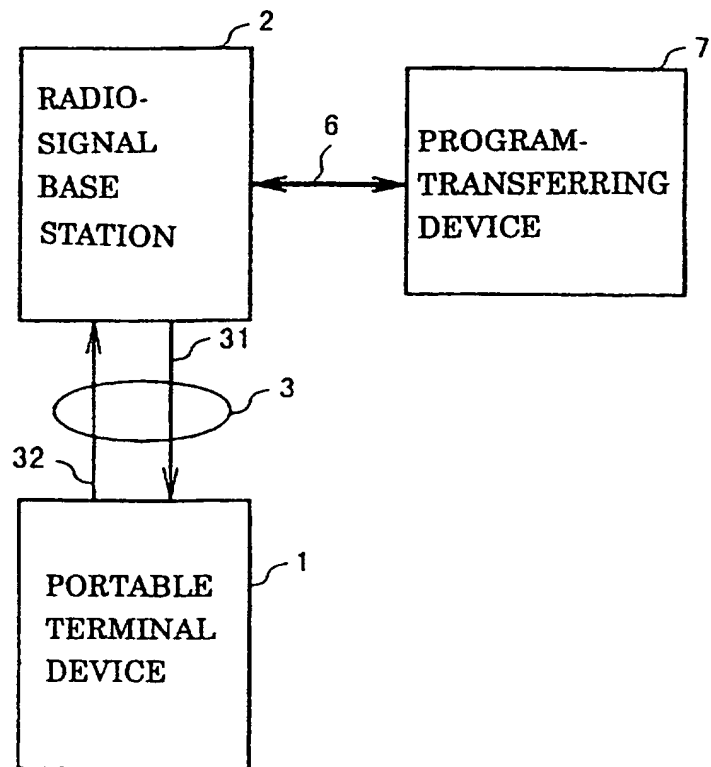 2
RADIO-
SIGNAL
BASE
STATION
6
7
PROGRAM-
TRANSFERRING
DEVICE
31
3
32
1
PORTABLE
TERMINAL
DEVICE